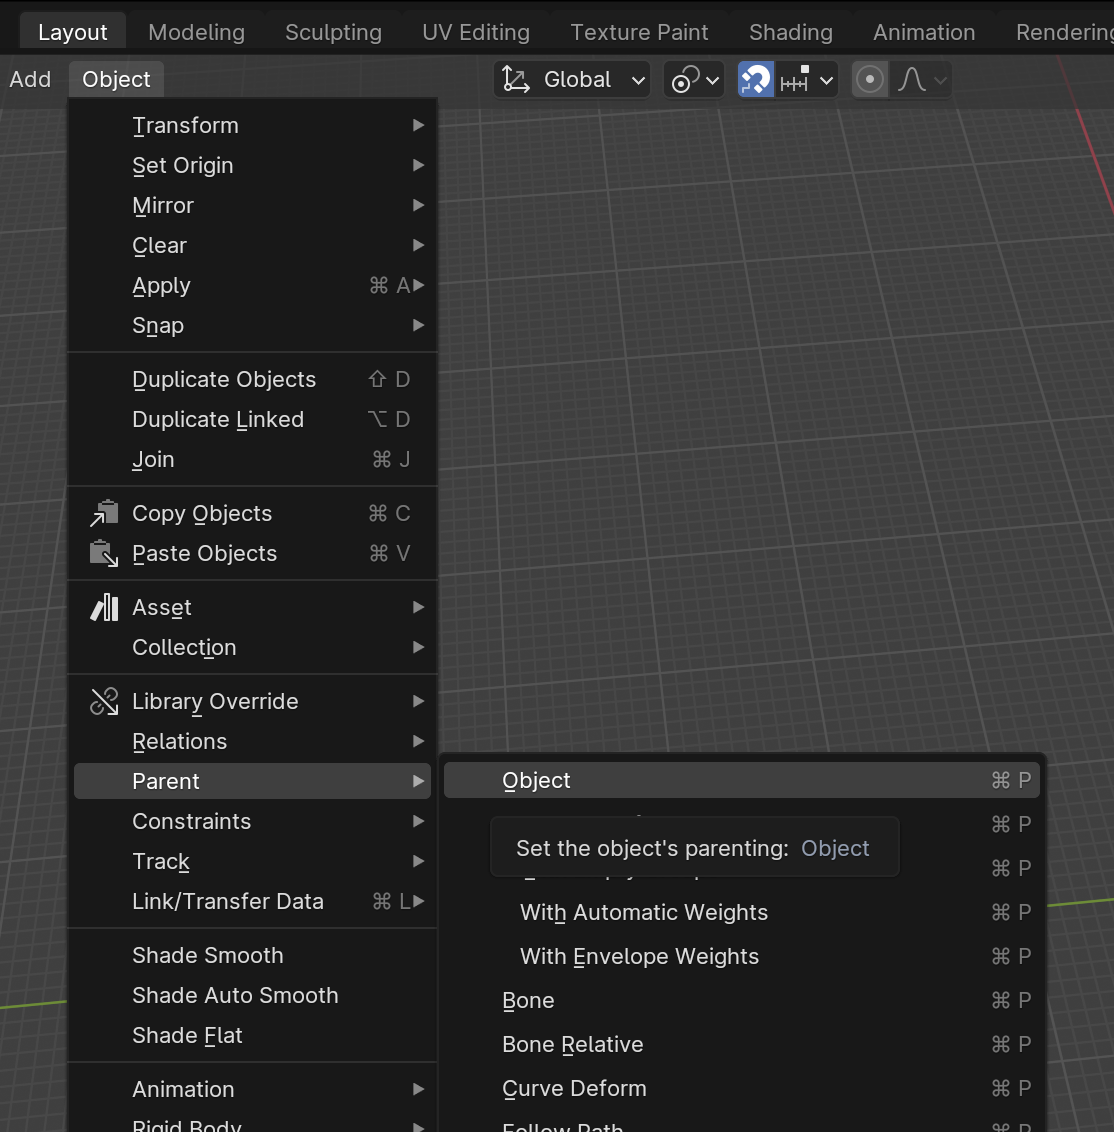 Layout Modeling Sculpting UV Editing Texture Paint Shading Animation Rendering
Add Object Global
Transform
Set Origin
Mirror
Clear
Apply ⌘ A
Snap
Duplicate Objects ⇧ D
Duplicate Linked ⌥ D
Join ⌘ J
Copy Objects ⌘ C
Paste Objects ⌘ V
Asset
Collection
Library Override
Relations
Parent
Constraints
Track
Link/Transfer Data ⌘ L
Shade Smooth
Shade Auto Smooth
Shade Flat
Animation
Rigid Body
Object ⌘ P
⌘ P
Set the object's parenting: Object
⌘ P
With Automatic Weights ⌘ P
With Envelope Weights ⌘ P
Bone ⌘ P
Bone Relative ⌘ P
Curve Deform ⌘ P
Follow Path ⌘ P